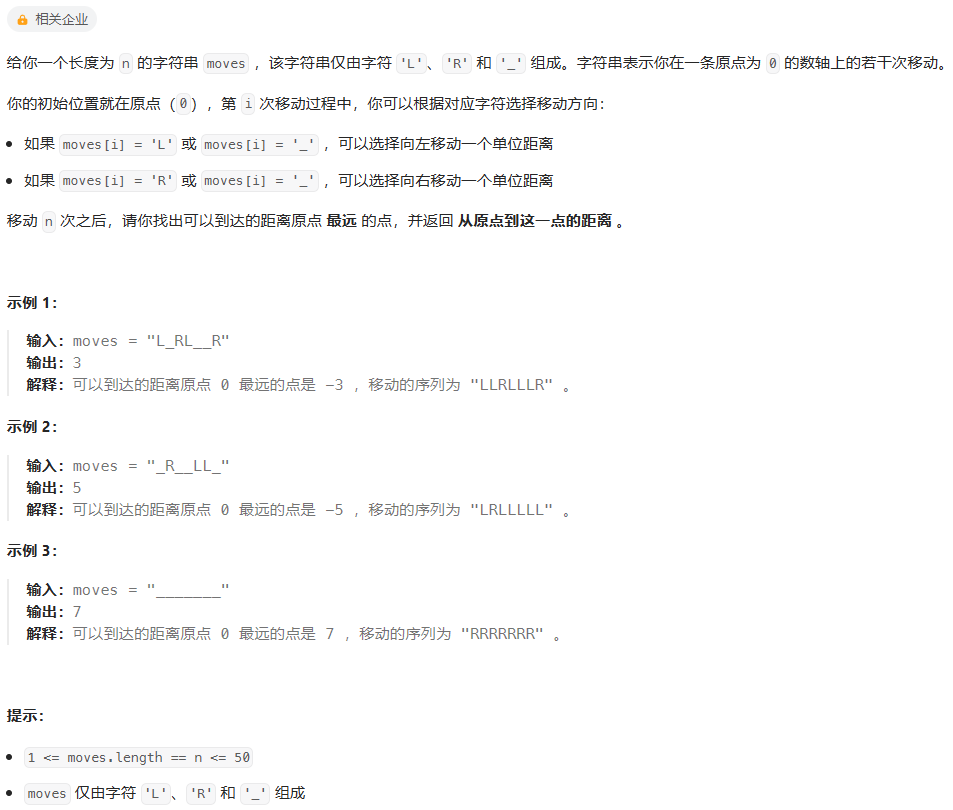 相关企业
给你一个长度为 n 的字符串 moves ，该字符串仅由字符 'L'、'R' 和 '_' 组成。字符串表示你在一条原点为 0 的数轴上的若干次移动。
你的初始位置就在原点（0），第 i 次移动过程中，你可以根据对应字符选择移动方向：
• 如果 moves[i] = 'L' 或 moves[i] = '_' ，可以选择向左移动一个单位距离
• 如果 moves[i] = 'R' 或 moves[i] = '_' ，可以选择向右移动一个单位距离
移动 n 次之后，请你找出可以到达的距离原点 最远 的点，并返回 从原点到这一点的距离 。
示例 1：
输入：moves = "L_RL__R"
输出：3
解释：可以到达的距离原点 0 最远的点是 -3 ，移动的序列为 "LLRLLLR" 。
示例 2：
输入：moves = "_R__LL_"
输出：5
解释：可以到达的距离原点 0 最远的点是 -5 ，移动的序列为 "LRLLLLL" 。
示例 3：
输入：moves = "_______"
输出：7
解释：可以到达的距离原点 0 最远的点是 7 ，移动的序列为 "RRRRRRR" 。
提示：
• 1 <= moves.length == n <= 50
• moves 仅由字符 'L'、'R' 和 '_' 组成